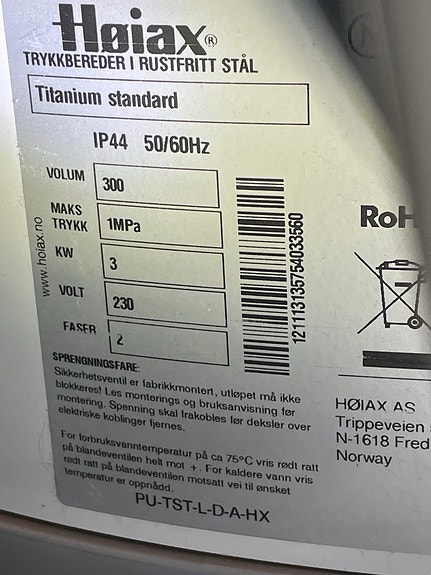 Høiax®
TRYKKBEREDER I RUSTFRITT STÅL
Titanium standard
IP44 50/60Hz
VOLUM 300
MAKS TRYKK 1MPa
KW 3
VOLT 230
FASER 2
www.hoiax.no
12111313575403356​0
RoH
SPRENGNINGSFARE:
Sikkerhetsventil er fabrikkmontert, utløpet må ikke
blokkeres! Les monterings og bruksanvisning før
montering. Spenning skal frakobles før deksler over
elektriske koblinger fjernes.
For forbruksvanntemperatur på ca 75°C vris rødt ratt
på blandeventilen helt mot +. For kaldere vann vris
rødt ratt på blandeventilen motsatt vei til ønsket
temperatur er oppnådd.
PU-TST-L-D-A-HX
HØIAX AS
Trippeveien
N-1618 Fred
Norway